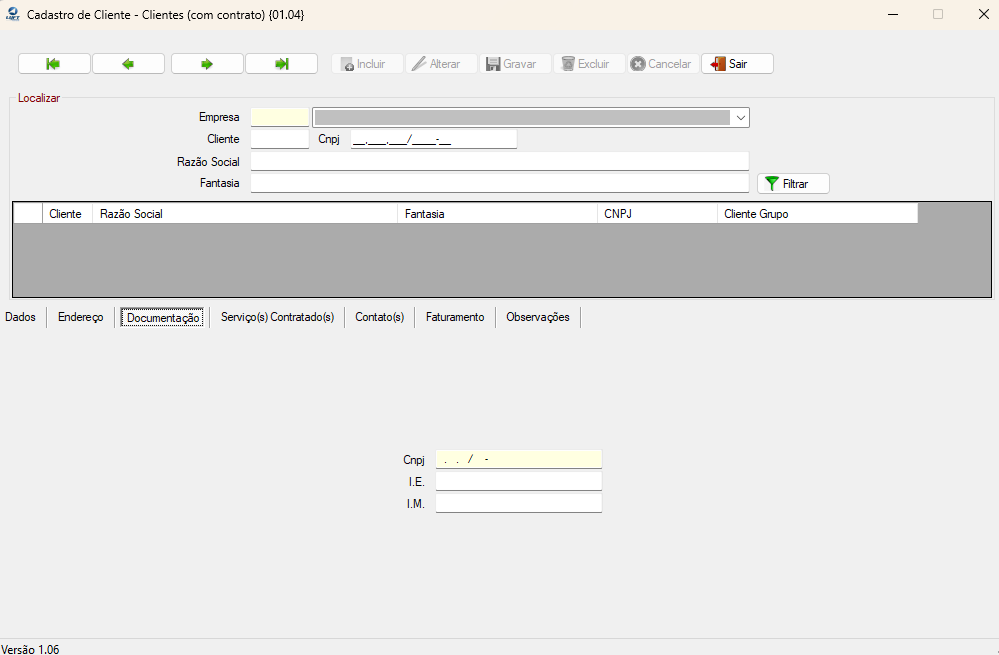 Cadastro de Cliente - Clientes (com contrato) {01.04}
Incluir Alterar Gravar Excluir Cancelar Sair
Localizar
Empresa
Cliente Cnpj __.___.___/____-__
Razão Social
Fantasia Filtrar
Cliente Razão Social Fantasia CNPJ Cliente Grupo
Dados Endereço Documentação Serviço(s) Contratado(s) Contato(s) Faturamento Observações
Cnpj . . / -
I.E.
I.M.
Versão 1.06